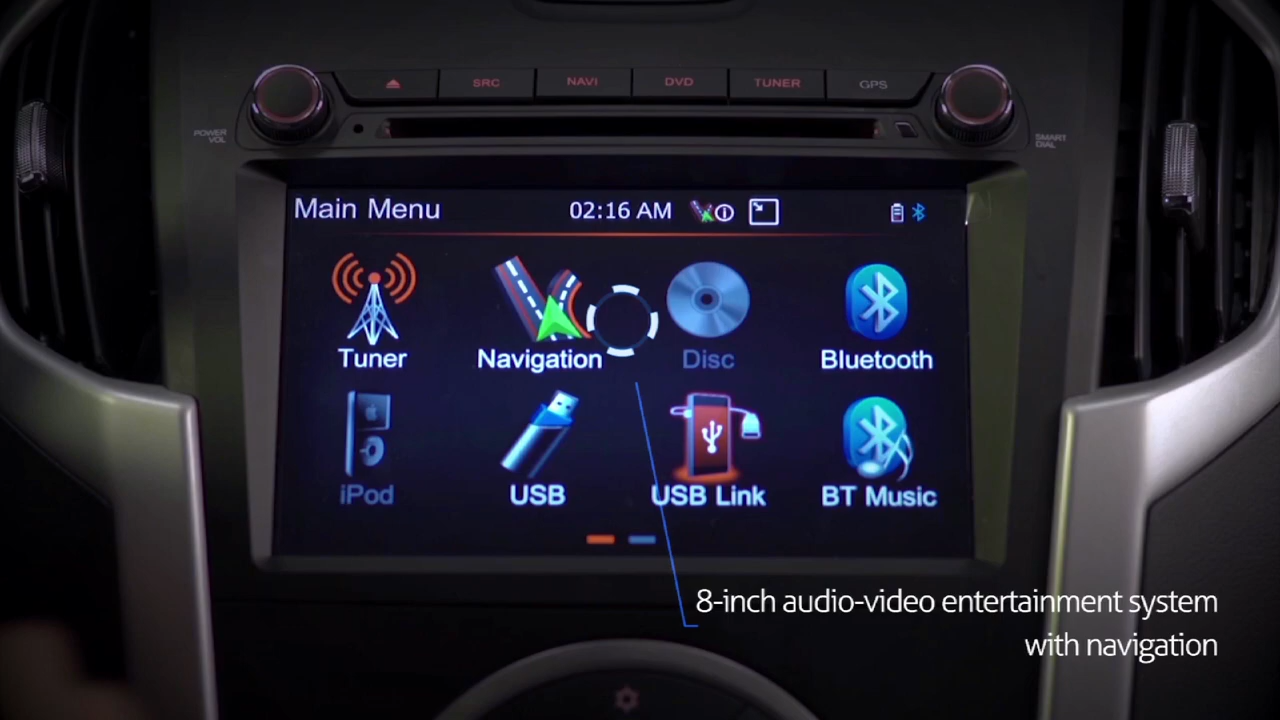 SRC NAVI DVD TUNER GPS
POWER
VOL
SMART
DIAL
Main Menu 02:16 AM
Tuner Navigation Disc Bluetooth
iPod USB USB Link BT Music
8-inch audio-video entertainment system
with navigation